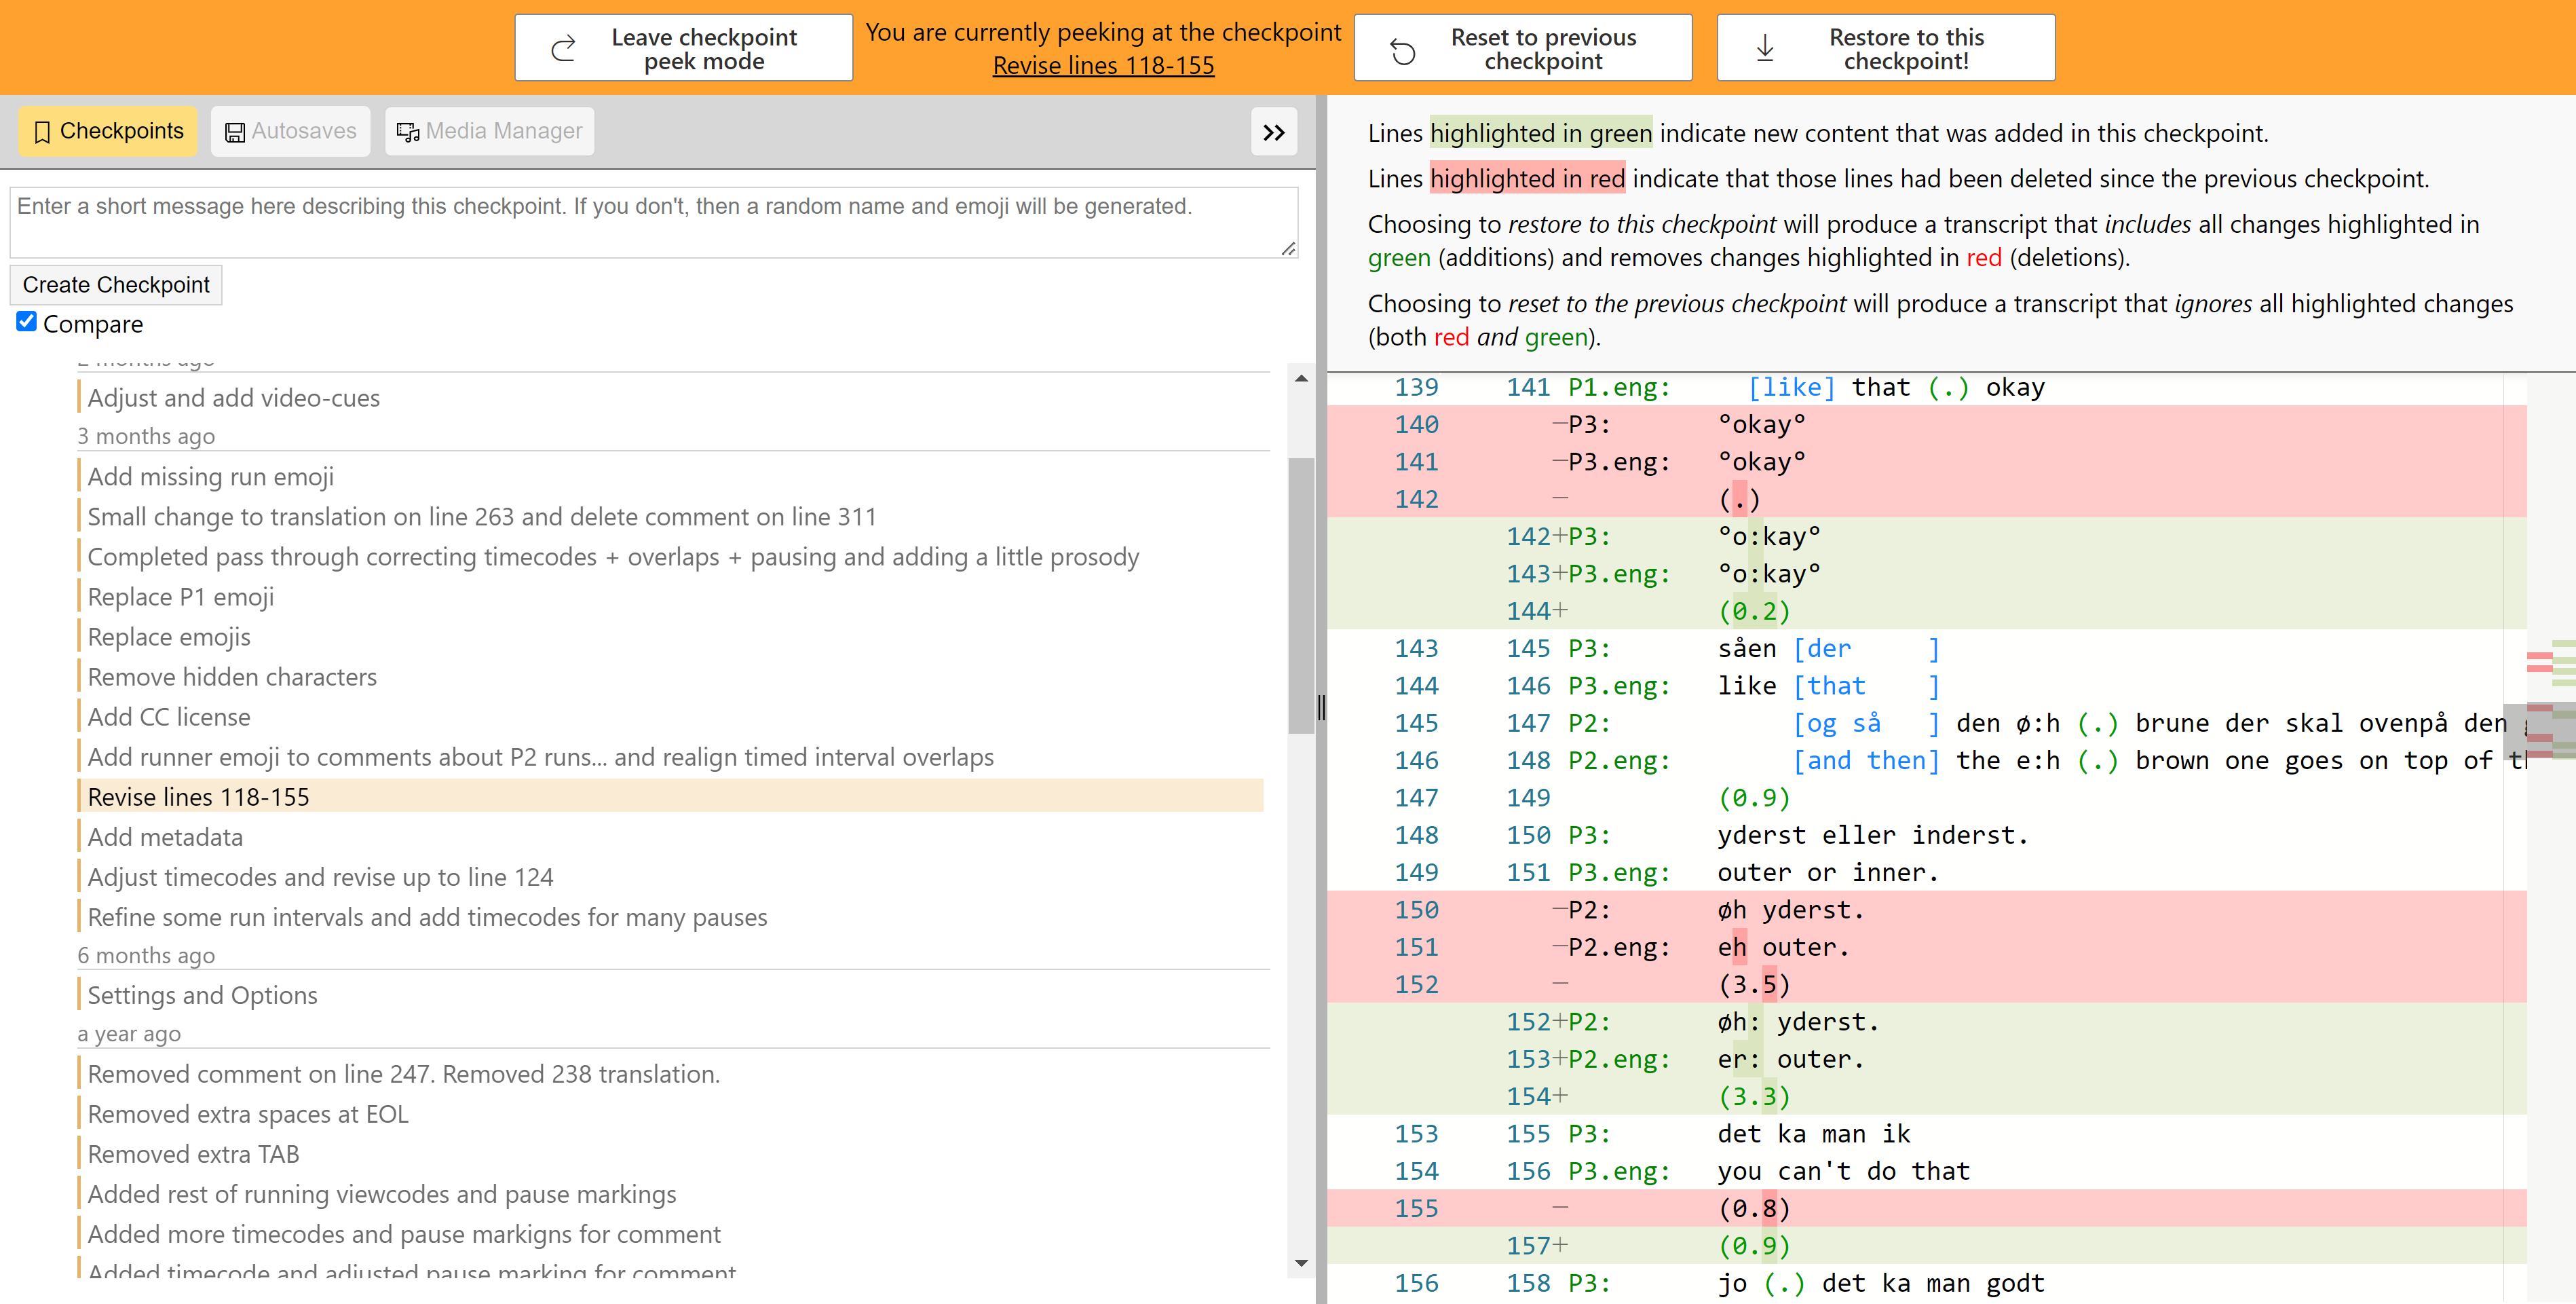 Leave checkpoint
peek mode
You are currently peeking at the checkpoint
Revise lines 118-155
Reset to previous
checkpoint
Restore to this
checkpoint!
Checkpoints
Autosaves
Media Manager
Enter a short message here describing this checkpoint. If you don't, then a random name and emoji will be generated.
Create Checkpoint
Compare
2 months ago
Adjust and add video-cues
3 months ago
Add missing run emoji
Small change to translation on line 263 and delete comment on line 311
Completed pass through correcting timecodes + overlaps + pausing and adding a little prosody
Replace P1 emoji
Replace emojis
Remove hidden characters
Add CC license
Add runner emoji to comments about P2 runs... and realign timed interval overlaps
Revise lines 118-155
Add metadata
Adjust timecodes and revise up to line 124
Refine some run intervals and add timecodes for many pauses
6 months ago
Settings and Options
a year ago
Removed comment on line 247. Removed 238 translation.
Removed extra spaces at EOL
Removed extra TAB
Added rest of running viewcodes and pause markings
Added more timecodes and pause markigns for comment
Added timecode and adjusted pause marking for comment
Lines highlighted in green indicate new content that was added in this checkpoint.
Lines highlighted in red indicate that those lines had been deleted since the previous checkpoint.
Choosing to restore to this checkpoint will produce a transcript that includes all changes highlighted in
green (additions) and removes changes highlighted in red (deletions).
Choosing to reset to the previous checkpoint will produce a transcript that ignores all highlighted changes
(both red and green).
139 141 P1.eng: [like] that (.) okay
140 −P3: °okay°
141 −P3.eng: °okay°
142 − (.)
142+P3: °o:kay°
143+P3.eng: °o:kay°
144+ (0.2)
143 145 P3: såen [der ]
144 146 P3.eng: like [that ]
145 147 P2: [og så ] den ø:h (.) brune der skal ovenpå den
146 148 P2.eng: [and then] the e:h (.) brown one goes on top of
147 149 (0.9)
148 150 P3: yderst eller inderst.
149 151 P3.eng: outer or inner.
150 −P2: øh yderst.
151 −P2.eng: eh outer.
152 − (3.5)
152+P2: øh: yderst.
153+P2.eng: er: outer.
154+ (3.3)
153 155 P3: det ka man ik
154 156 P3.eng: you can't do that
155 − (0.8)
157+ (0.9)
156 158 P3: jo (.) det ka man godt